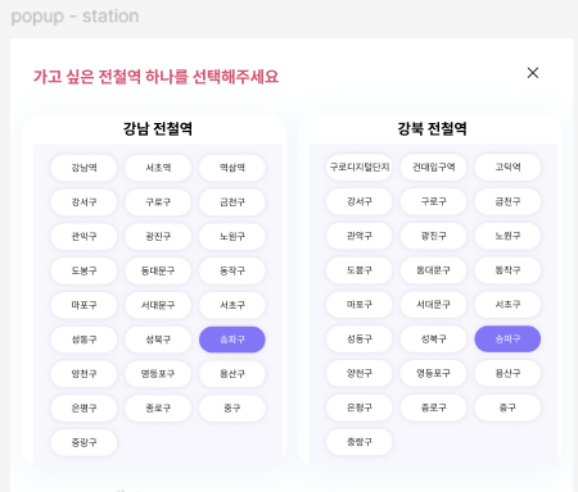 popup - station
가고 싶은 전철역 하나를 선택해주세요
강남 전철역
강남역 서초역 역삼역
강서구 구로구 금천구
관악구 광진구 노원구
도봉구 동대문구 동작구
마포구 서대문구 서초구
성동구 성북구 송파구
양천구 영등포구 용산구
은평구 종로구 중구
중랑구
강북 전철역
구로디지털단지 건대입구역 고덕역
강서구 구로구 금천구
관악구 광진구 노원구
도봉구 동대문구 동작구
마포구 서대문구 서초구
성동구 성북구 송파구
양천구 영등포구 용산구
은평구 종로구 중구
중랑구